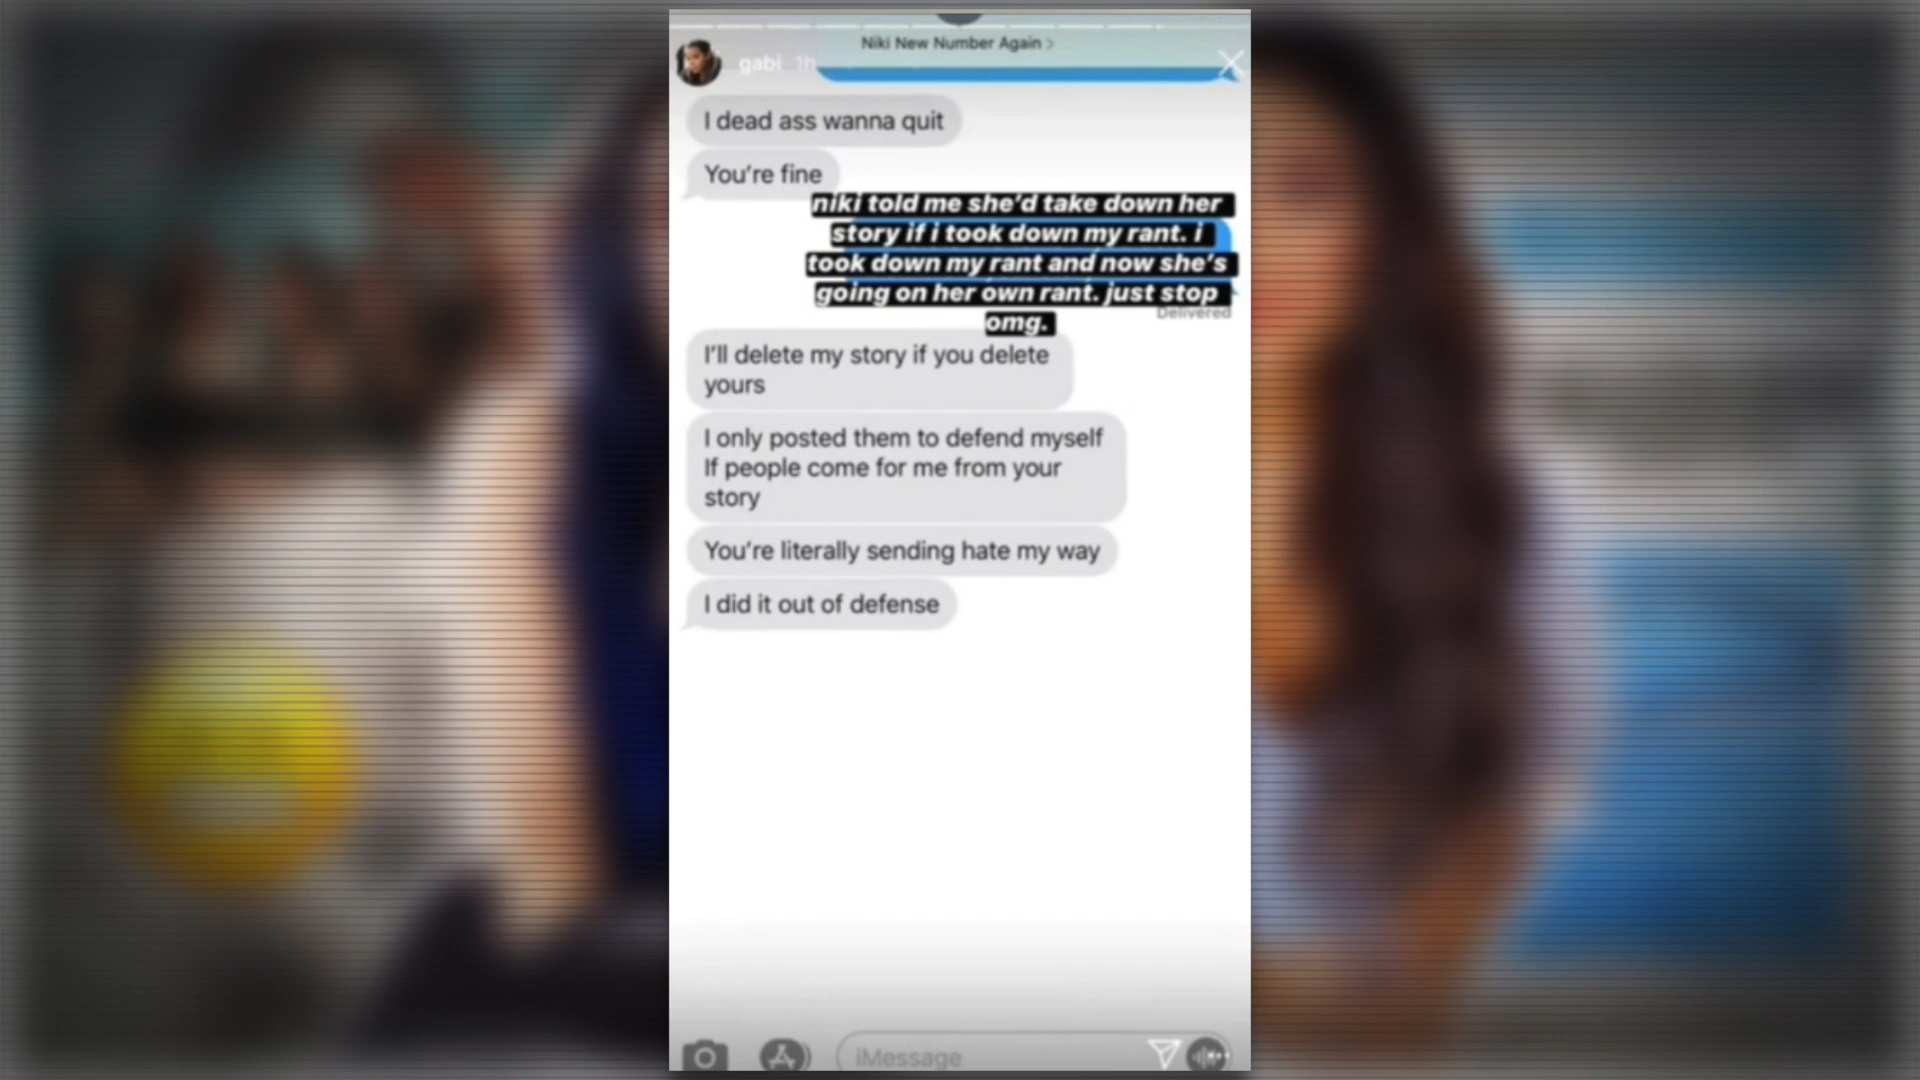 Niki New Number Again >
gabi 1h
I dead ass wanna quit
You're fine
niki told me she'd take down her
story if i took down my rant. i
took down my rant and now she's
going on her own rant. just stop
omg.
Delivered
I'll delete my story if you delete
yours
I only posted them to defend myself
If people come for me from your
story
You're literally sending hate my way
I did it out of defense
iMessage